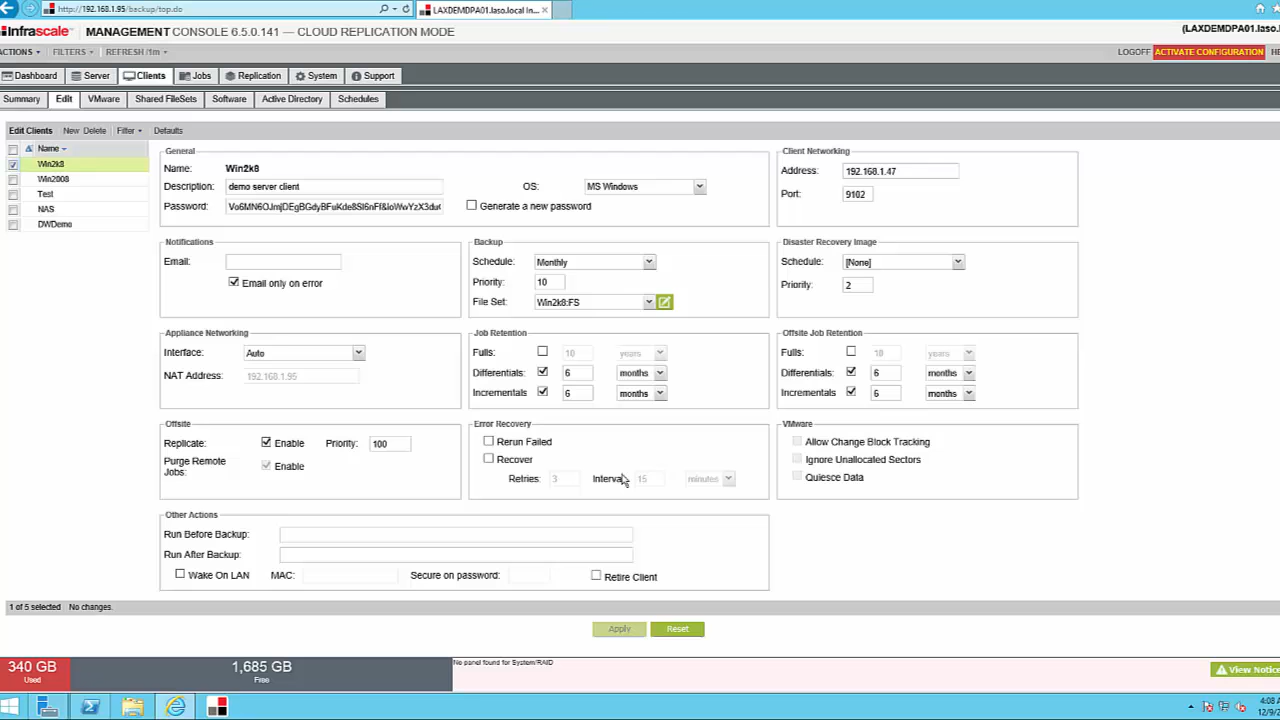 http://192.168.1.95/backup/top.do
LAXDEMDPA01.laso.local In...
Infrascale MANAGEMENT CONSOLE 6.5.0.141 — CLOUD REPLICATION MODE
(LAXDEMDPA01.laso.
ACTIONS FILTERS REFRESH /1m
LOGOFF ACTIVATE CONFIGURATION HE
Dashboard Server Clients Jobs Replication System Support
Summary Edit VMware Shared FileSets Software Active Directory Schedules
Edit Clients New Delete Filter Defaults
Name
Win2k8
Win2008
Test
NAS
DWDemo
General
Name: Win2k8
Description: demo server client
OS: MS Windows
Password:
Generate a new password
Client Networking
Address: 192.168.1.47
Port: 9102
Notifications
Email:
Email only on error
Backup
Schedule: Monthly
Priority: 10
File Set: Win2k8:FS
Disaster Recovery Image
Schedule: [None]
Priority: 2
Appliance Networking
Interface: Auto
NAT Address: 192.168.1.95
Job Retention
Fulls: 10 years
Differentials: 6 months
Incrementals 6 months
Offsite Job Retention
Fulls: 10 years
Differentials: 6 months
Incrementals 6 months
Offsite
Replicate: Enable Priority: 100
Purge Remote
Jobs: Enable
Error Recovery
Rerun Failed
Recover
Retries: 3 Interval 15 minutes
VMware
Allow Change Block Tracking
Ignore Unallocated Sectors
Quiesce Data
Other Actions
Run Before Backup:
Run After Backup:
Wake On LAN MAC: Secure on password: Retire Client
1 of 5 selected No changes.
Apply Reset
340 GB
Used
1,685 GB
Free
No panel found for System/RAID
View Notice
4:08
12/9/2